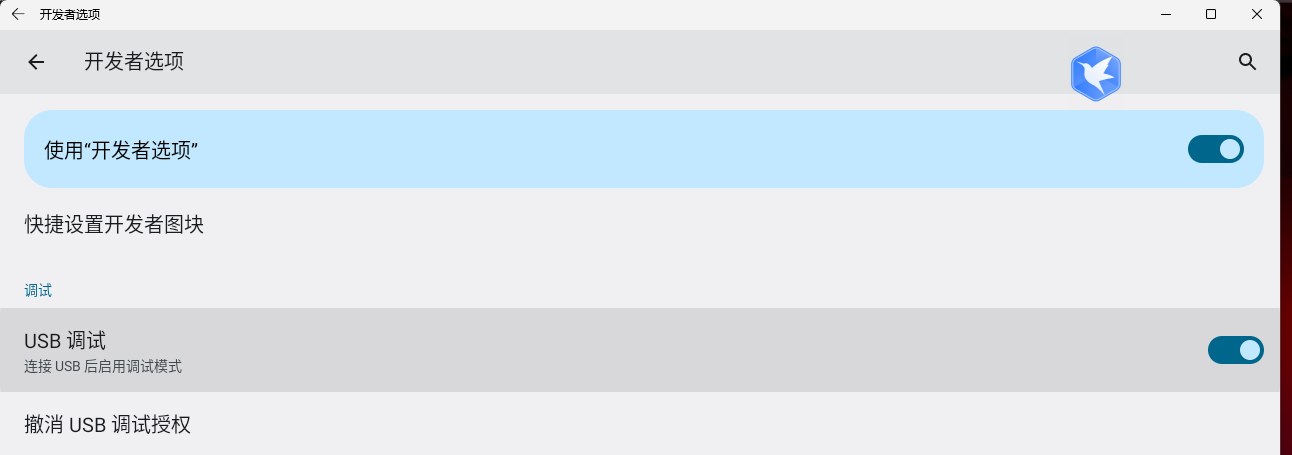 开发者选项
开发者选项
使用“开发者选项”
快捷设置开发者图块
调试
USB 调试
连接 USB 后启用调试模式
撤消 USB 调试授权